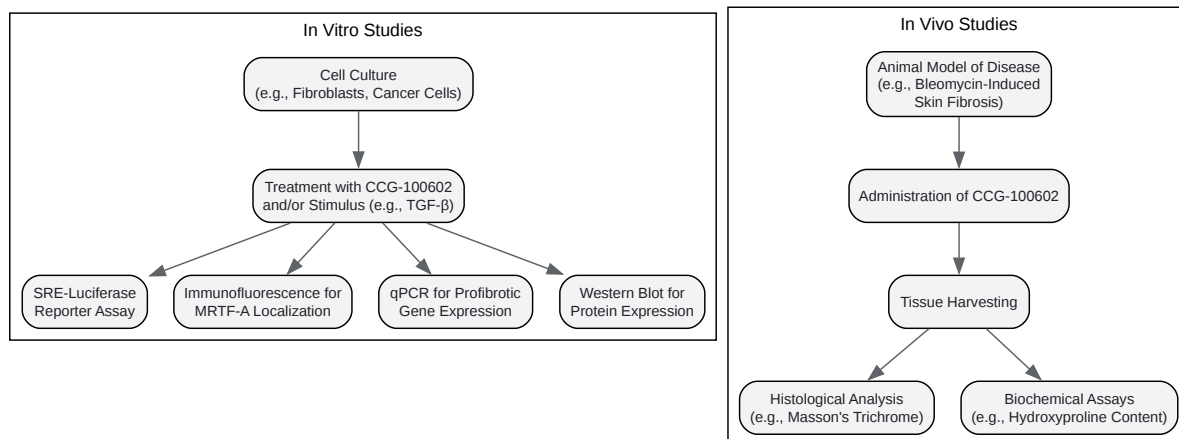 In Vitro Studies
Cell Culture
(e.g., Fibroblasts, Cancer Cells)
Treatment with CCG-100602
and/or Stimulus (e.g., TGF-β)
SRE-Luciferase
Reporter Assay
Immunofluorescence for
MRTF-A Localization
qPCR for Profibrotic
Gene Expression
Western Blot for
Protein Expression
In Vivo Studies
Animal Model of Disease
(e.g., Bleomycin-Induced
Skin Fibrosis)
Administration of CCG-100602
Tissue Harvesting
Histological Analysis
(e.g., Masson's Trichrome)
Biochemical Assays
(e.g., Hydroxyproline Content)